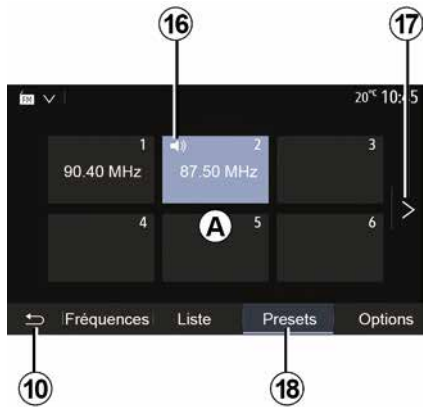 16 17
FM 20°C 10:45
1 2 3
90.40 MHz 87.50 MHz
4 A 5 6
Fréquences Liste Presets Options
10 18